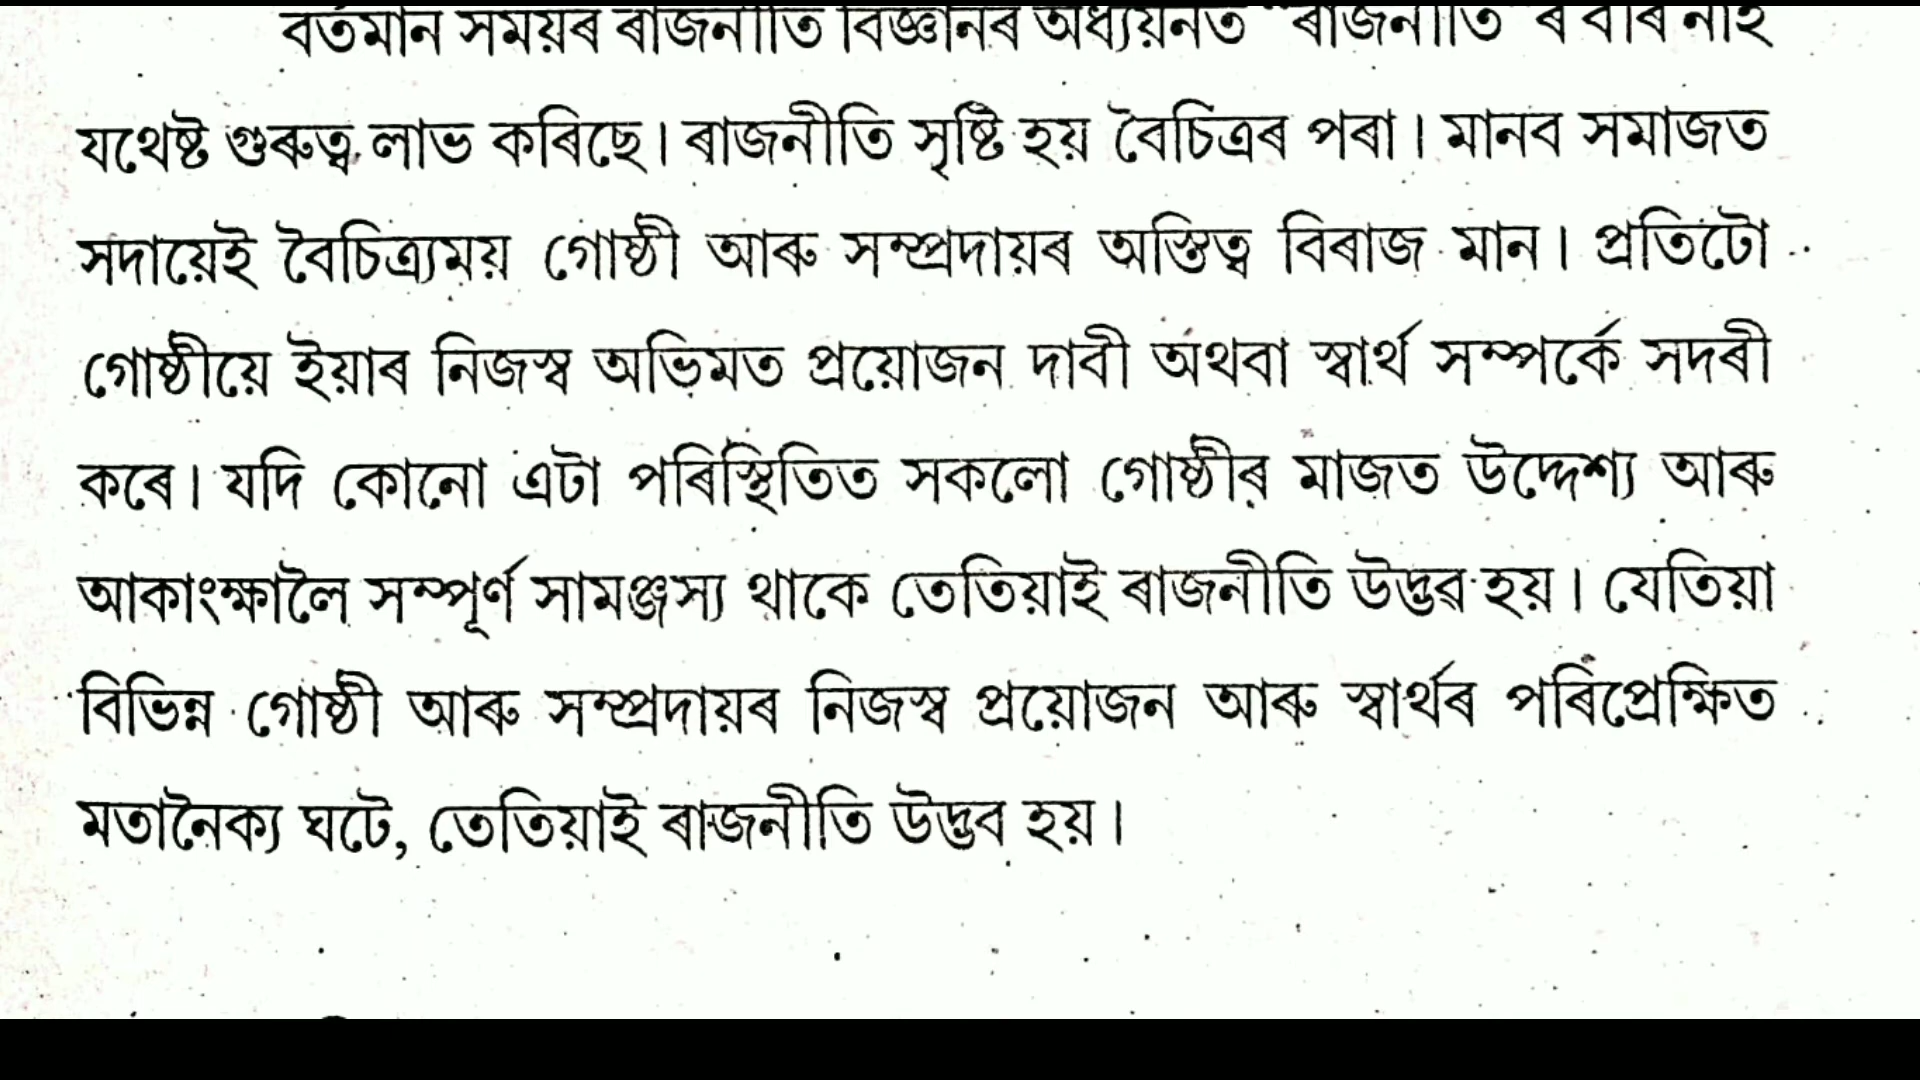 বৰ্তমান সময়ৰ ৰাজনীতি বিজ্ঞানৰ অধ্যয়নত "ৰাজনীতি"ৰ
যথেষ্ট গুৰুত্ব লাভ কৰিছে। ৰাজনীতি সৃষ্টি হয় বৈচিত্ৰৰ পৰা। মানব সমাজত
সদায়েই বৈচিত্ৰ্যময় গোষ্ঠী আৰু সম্প্ৰদায়ৰ অস্তিত্ব বিৰাজ মান। প্ৰতিটো
গোষ্ঠীয়ে ইয়াৰ নিজস্ব অভিমত প্ৰয়োজন দাবী অথবা স্বাৰ্থ সম্পৰ্কে সদৰী
কৰে। যদি কোনো এটা পৰিস্থিতিত সকলো গোষ্ঠীৰ মাজত উদ্দেশ্য আৰু
আকাংক্ষালৈ সম্পূৰ্ণ সামঞ্জস্য থাকে তেতিয়াই ৰাজনীতি উদ্ভৱ হয়। যেতিয়া
বিভিন্ন গোষ্ঠী আৰু সম্প্ৰদায়ৰ নিজস্ব প্ৰয়োজন আৰু স্বাৰ্থৰ পৰিপ্ৰেক্ষিত
মতানৈক্য ঘটে, তেতিয়াই ৰাজনীতি উদ্ভব হয়।